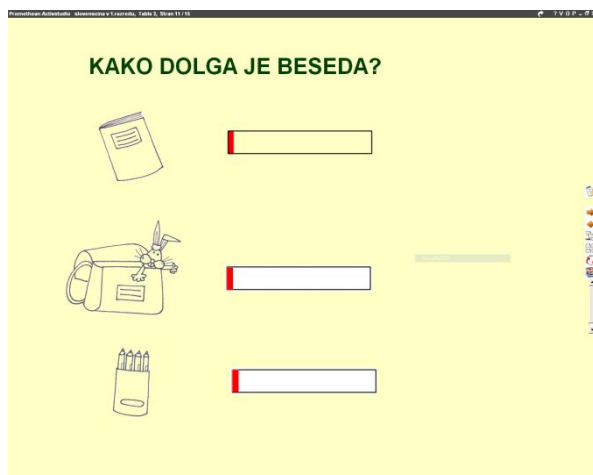 Promethean Activstudio slovenscina v 1.razredu, Tabla 3, Stran 11 / 15
KAKO DOLGA JE BESEDA?